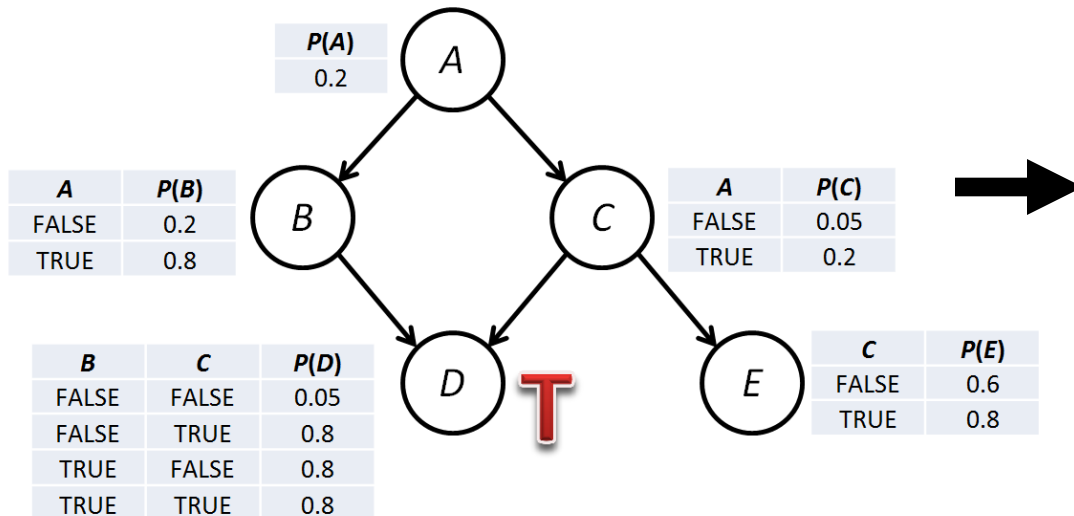 P(A)
0.2
A
A P(B)
FALSE 0.2
TRUE 0.8
B
C
A P(C)
FALSE 0.05
TRUE 0.2
B C P(D)
FALSE FALSE 0.05
FALSE TRUE 0.8
TRUE FALSE 0.8
TRUE TRUE 0.8
D
T
E
C P(E)
FALSE 0.6
TRUE 0.8